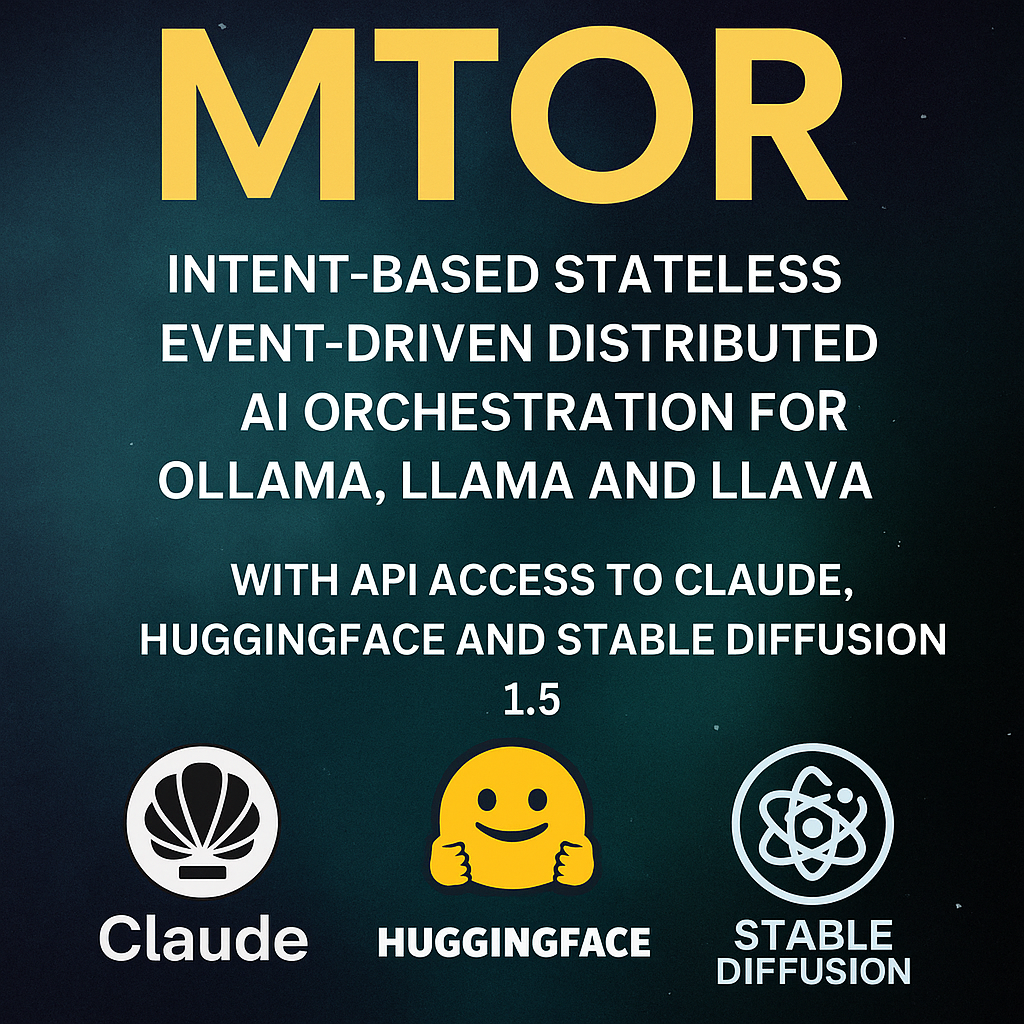 MTOR
INTENT-BASED STATELESS
EVENT-DRIVEN DISTRIBUTED
AI ORCHESTRATION FOR
OLLAMA, LLAMA AND LLAVA
WITH API ACCESS TO CLAUDE,
HUGGINGFACE AND STABLE DIFFUSION
1.5
Claude
HUGGINGFACE
STABLE
DIFFUSION